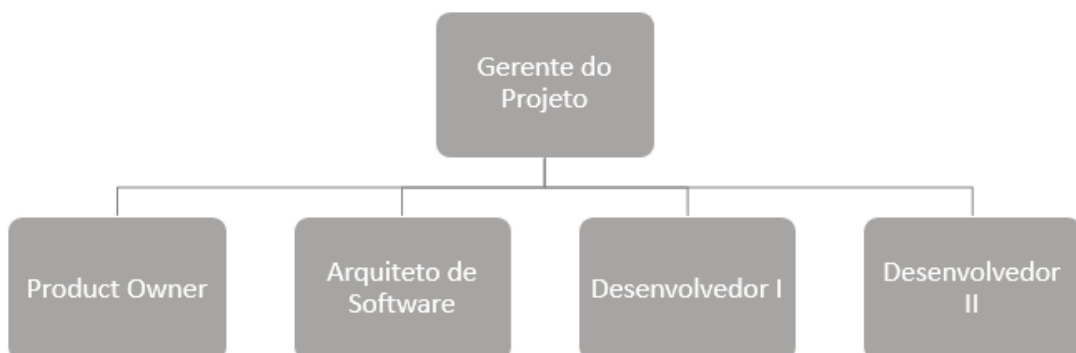 Gerente do
Projeto
Product Owner
Arquiteto de
Software
Desenvolvedor I
Desenvolvedor
II